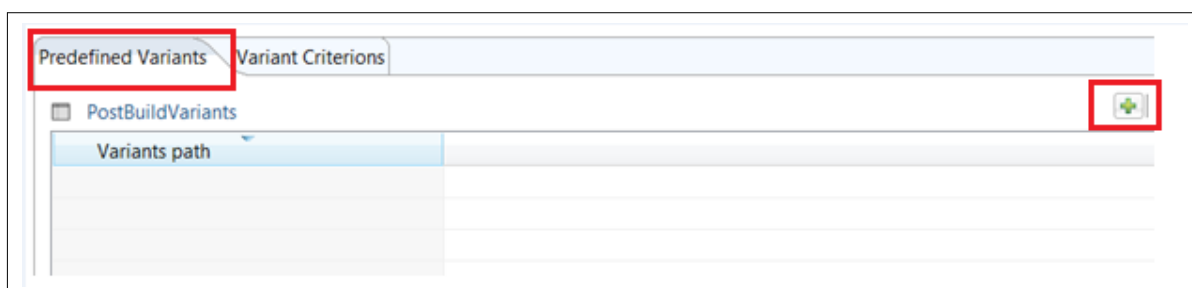 Predefined Variants Variant Criterions
PostBuildVariants
Variants path